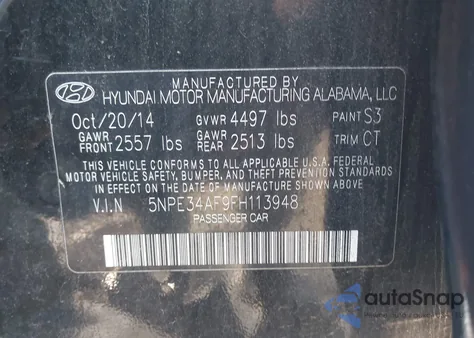 MANUFACTURED BY
HYUNDAI MOTOR MANUFACTURING ALABAMA, LLC
Oct/20/14 GVWR 4497 lbs PAINT S3
GAWR FRONT 2557 lbs GAWR REAR 2513 lbs TRIM CT
THIS VEHICLE CONFORMS TO ALL APPLICABLE U.S.A. FEDERAL
MOTOR VEHICLE SAFETY, BUMPER, AND THEFT PREVENTION
STANDARDS IN EFFECT ON THE DATE OF MANUFACTURE SHOWN ABOVE.
V.I.N 5NPE34AF9FH113948
PASSENGER CAR
autaSnap